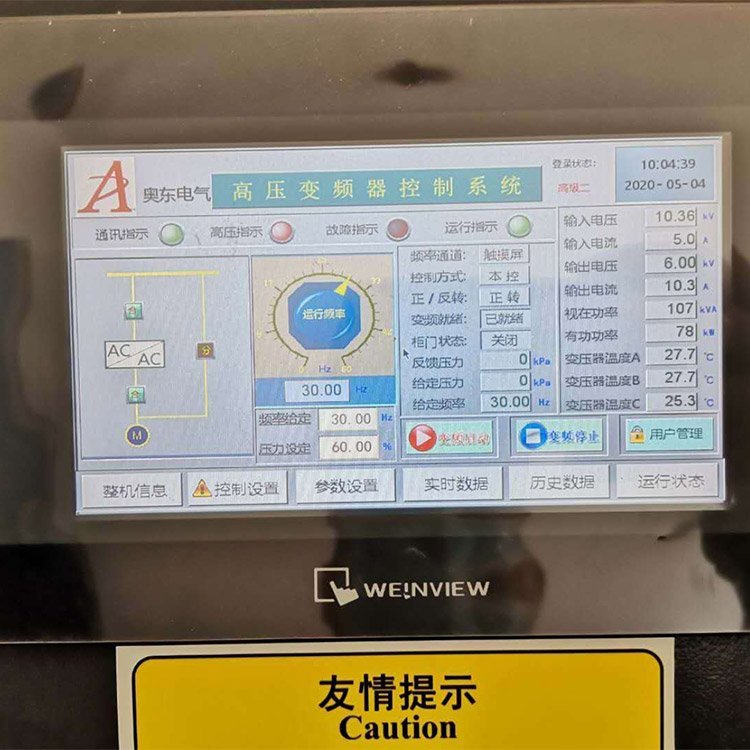 奥东电气
高压变频器控制系统
登录状态:
高级二
10:04:39
2020-05-04
通讯指示
高压指示
故障指示
运行指示
合
AC
AC
分
合
M
运行频率
0 Hz 60
30.00 Hz
频率给定 30.00 Hz
压力设定 60.00 %
频率通道: 触摸屏
控制方式: 本控
正/反转: 正转
变频就绪: 已就绪
柜门状态: 关闭
反馈压力 0 kPa
给定压力 0 kPa
给定频率 30.00 Hz
输入电压 10.36 kV
输入电流 5.0 A
输出电压 6.00 kV
输出电流 10.3 A
视在功率 107 kVA
有功功率 78 kW
变压器温度A 27.7 ℃
变压器温度B 27.7 ℃
变压器温度C 25.3 ℃
变频启动
变频停止
用户管理
整机信息
控制设置
参数设置
实时数据
历史数据
运行状态
WE!NVIEW
友情提示
Caution